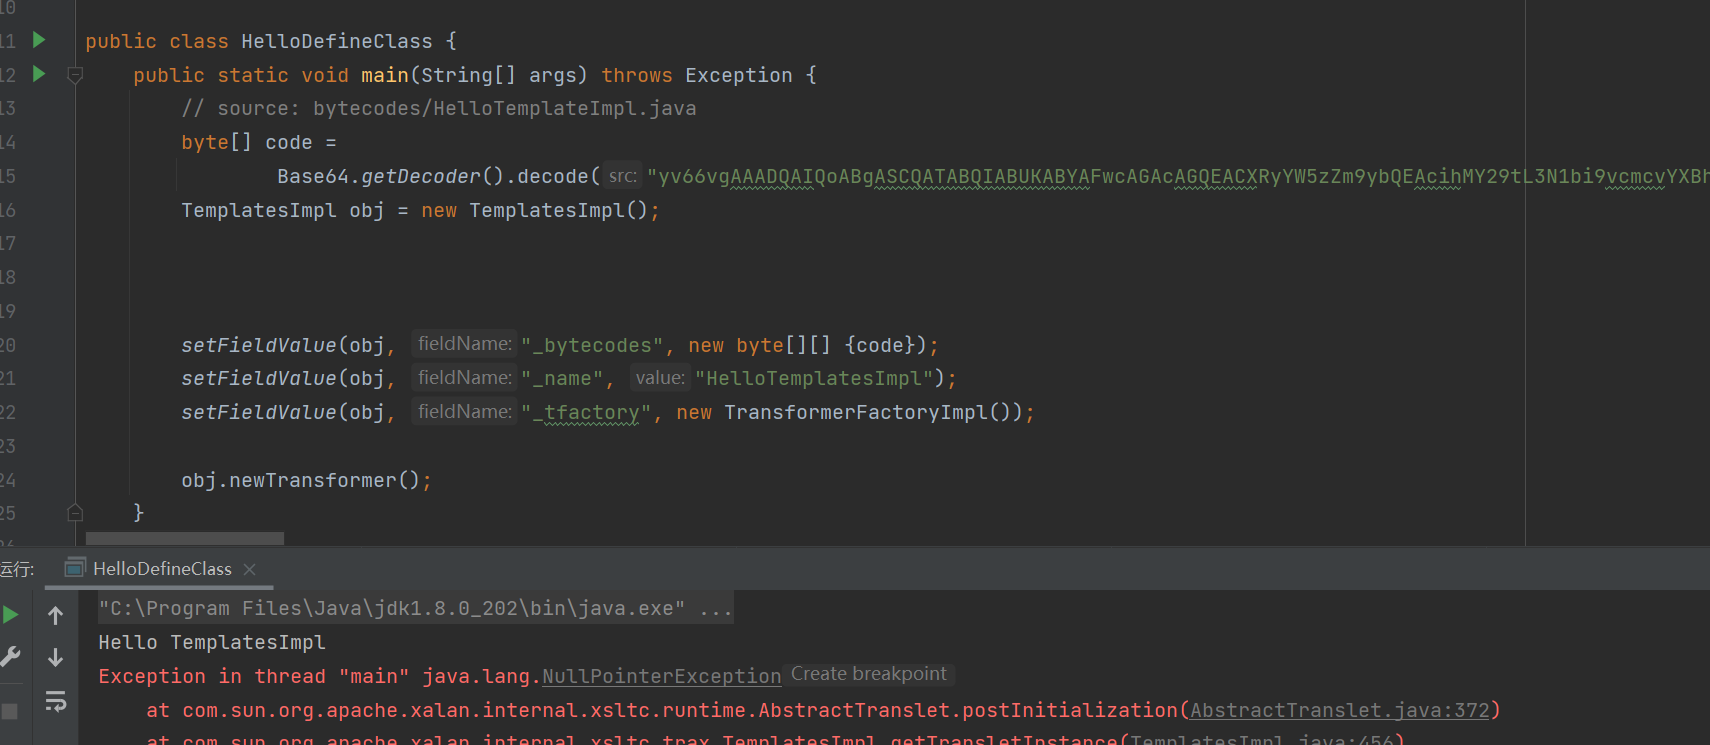 10
11 public class HelloDefineClass {
12 public static void main(String[] args) throws Exception {
13 // source: bytecodes/HelloTemplateImpl.java
14 byte[] code =
15 Base64.getDecoder().decode( src: "yv66vgAAADQAIQoABgASCQATABQIABUKABYAFwcAGAcAGQEACXRyYW5zZm9ybQEAcihMY29tL3N1bi9vcmcvYXBh
16 TemplatesImpl obj = new TemplatesImpl();
17
18
19
20 setFieldValue(obj, fieldName: "_bytecodes", new byte[][] {code});
21 setFieldValue(obj, fieldName: "_name", value: "HelloTemplatesImpl");
22 setFieldValue(obj, fieldName: "_tfactory", new TransformerFactoryImpl());
23
24 obj.newTransformer();
25 }
运行: HelloDefineClass
"C:\Program Files\Java\jdk1.8.0_202\bin\java.exe" ...
Hello TemplatesImpl
Exception in thread "main" java.lang.NullPointerException Create breakpoint
at com.sun.org.apache.xalan.internal.xsltc.runtime.AbstractTranslet.postInitialization(AbstractTranslet.java:372)
at com.sun.org.apache.xalan.internal.xsltc.trax.TemplatesImpl.getTransletInstance(TemplatesImpl.java:456)